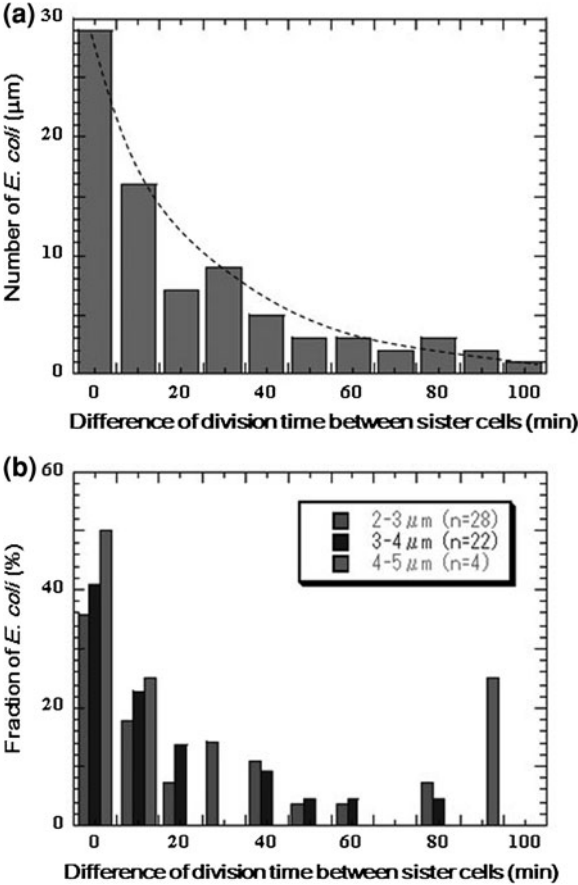 (a)
30
20
10
0
Number of E. coli (μm)
0 20 40 60 80 100
Difference of division time between sister cells (min)
(b)
60
40
20
0
Fraction of E. coli (%)
2-3 μm (n=28)
3-4 μm (n=22)
4-5 μm (n=4)
0 20 40 60 80 100
Difference of division time between sister cells (min)